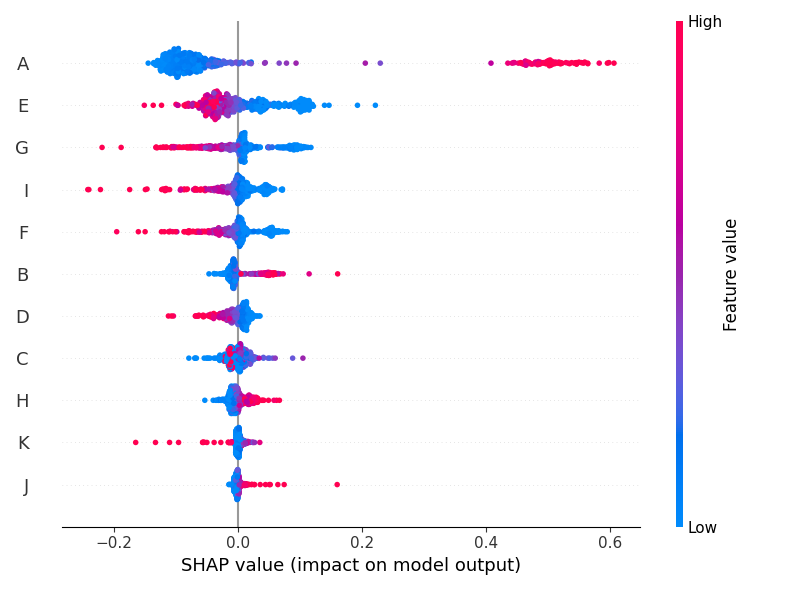 High
A
E
G
I
F
B
D
C
H
K
J
Low
Feature value
−0.2 0.0 0.2 0.4 0.6
SHAP value (impact on model output)